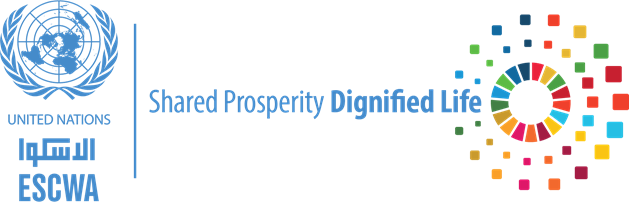 UNITED NATIONS
الاسكوا
ESCWA
Shared Prosperity Dignified Life